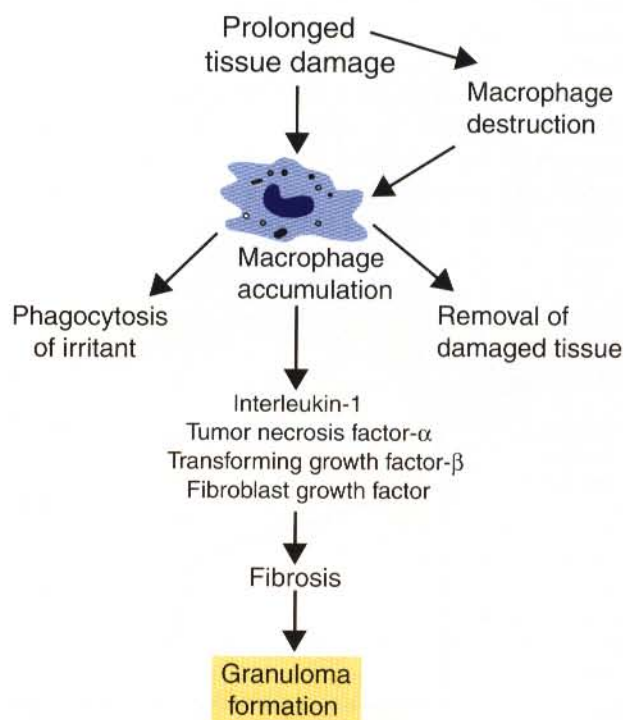 Prolonged
tissue damage
Macrophage
destruction
Macrophage
accumulation
Phagocytosis
of irritant
Removal of
damaged tissue
Interleukin-1
Tumor necrosis factor-α
Transforming growth factor-β
Fibroblast growth factor
Fibrosis
Granuloma
formation